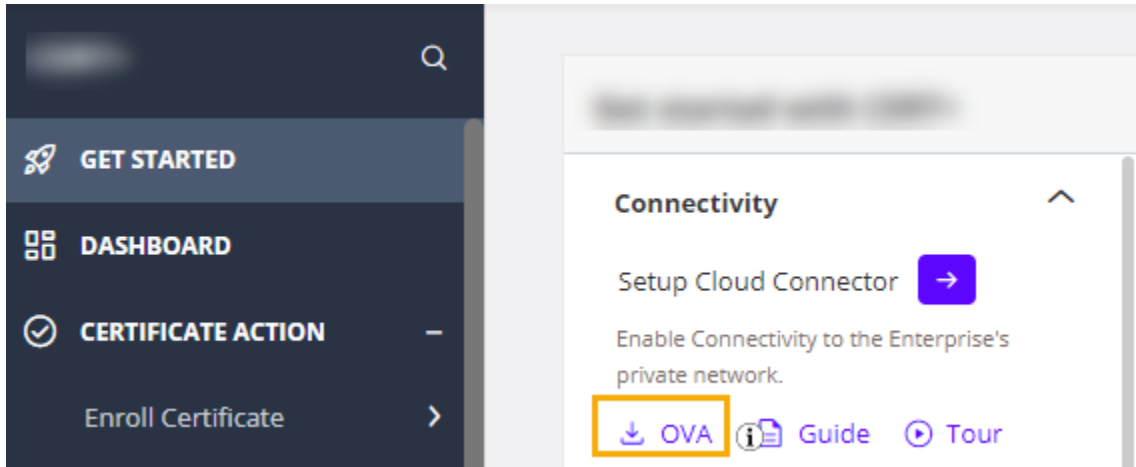 GET STARTED
DASHBOARD
CERTIFICATE ACTION
Enroll Certificate
Connectivity
Setup Cloud Connector
Enable Connectivity to the Enterprise's
private network.
OVA Guide Tour